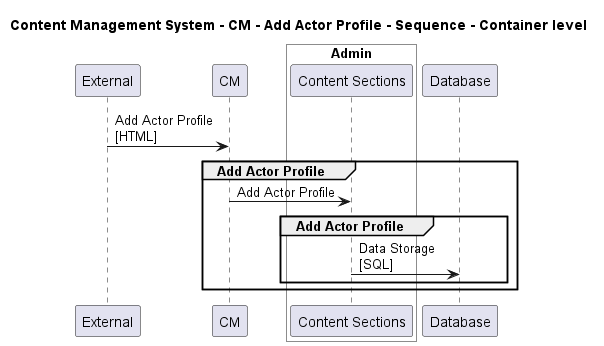 Content Management System - CM - Add Actor Profile - Sequence - Container level
Admin
External
CM
Content Sections
Database
Add Actor Profile
[HTML]
Add Actor Profile
Add Actor Profile
Add Actor Profile
Data Storage
[SQL]
External
CM
Content Sections
Database